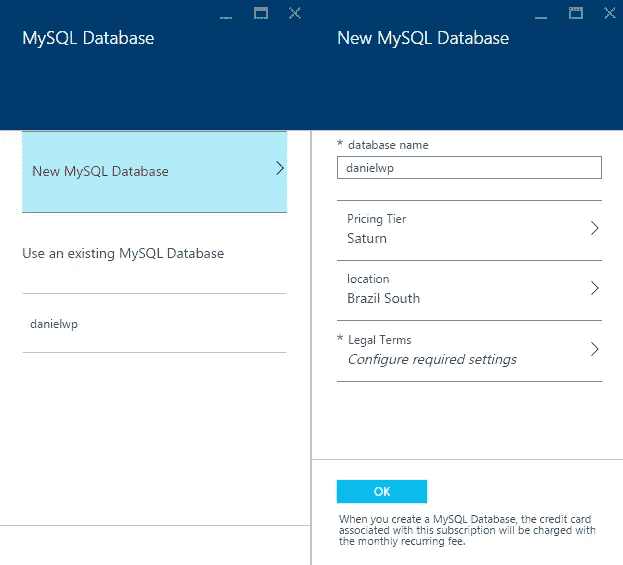 MySQL Database
New MySQL Database
Use an existing MySQL Database
danielwp
New MySQL Database
* database name
danielwp
Pricing Tier
Saturn
location
Brazil South
* Legal Terms
Configure required settings
OK
When you create a MySQL Database, the credit card
associated with this subscription will be charged with
the monthly recurring fee.